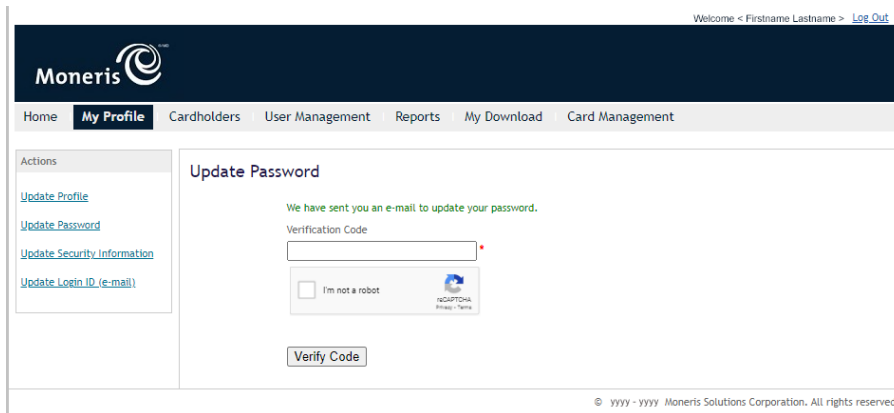 Welcome < Firstname Lastname > Log Out
Moneris
Home My Profile Cardholders User Management Reports My Download Card Management
Actions
Update Profile
Update Password
Update Security Information
Update Login ID (e-mail)
Update Password
We have sent you an e-mail to update your password.
Verification Code
*
I'm not a robot
reCAPTCHA
Privacy - Terms
Verify Code
© yyyy - yyyy Moneris Solutions Corporation. All rights reserved